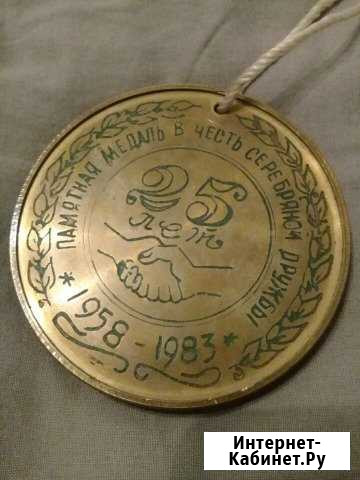 ПАМЯТНАЯ МЕДАЛЬ В ЧЕСТЬ СЕРЕБРЯНОЙ ДРУЖБЫ
25
лет
* 1958 - 1983 *
Интернет-
Кабинет.Ру